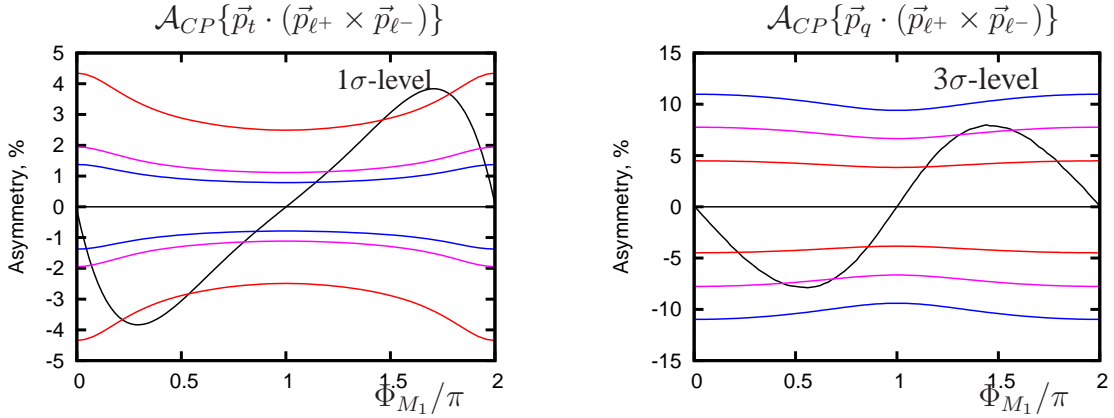 𝒜_CP{p⃗_t · (p⃗_ℓ+ × p⃗_ℓ−)}
1σ-level
Asymmetry, %
5
4
3
2
1
0
-1
-2
-3
-4
-5
0 0.5 1 1.5 2
Φ_M₁/π
𝒜_CP{p⃗_q · (p⃗_ℓ+ × p⃗_ℓ−)}
3σ-level
Asymmetry, %
15
10
5
0
-5
-10
-15
0 0.5 1 1.5 2
Φ_M₁/π